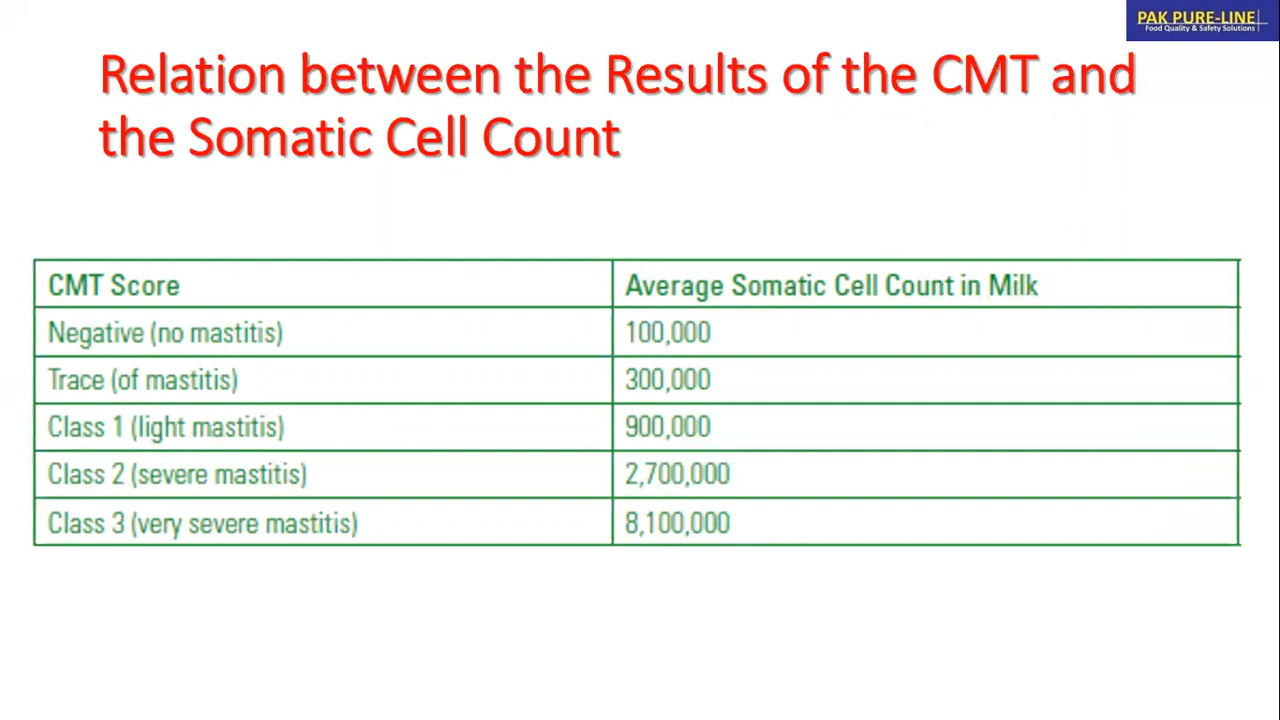 PAK PURE-LINE
Food Quality & Safety Solutions
Relation between the Results of the CMT and
the Somatic Cell Count
CMT Score Average Somatic Cell Count in Milk
Negative (no mastitis) 100,000
Trace (of mastitis) 300,000
Class 1 (light mastitis) 900,000
Class 2 (severe mastitis) 2,700,000
Class 3 (very severe mastitis) 8,100,000